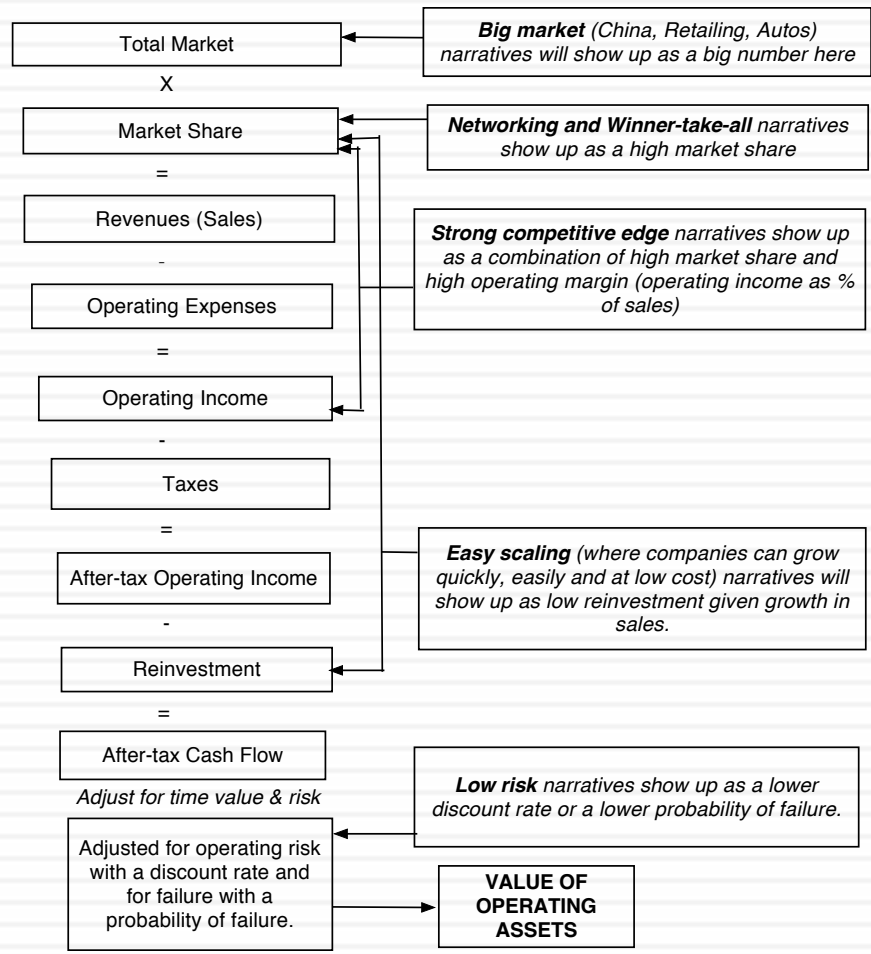 Total Market
Big market (China, Retailing, Autos)
narratives will show up as a big number here
X
Market Share
Networking and Winner-take-all narratives
show up as a high market share
=
Revenues (Sales)
-
Strong competitive edge narratives show up
as a combination of high market share and
high operating margin (operating income as %
of sales)
Operating Expenses
=
Operating Income
-
Taxes
=
After-tax Operating Income
Easy scaling (where companies can grow
quickly, easily and at low cost) narratives will
show up as low reinvestment given growth in
sales.
-
Reinvestment
=
After-tax Cash Flow
Adjust for time value & risk
Low risk narratives show up as a lower
discount rate or a lower probability of failure.
Adjusted for operating risk
with a discount rate and
for failure with a
probability of failure.
VALUE OF
OPERATING
ASSETS